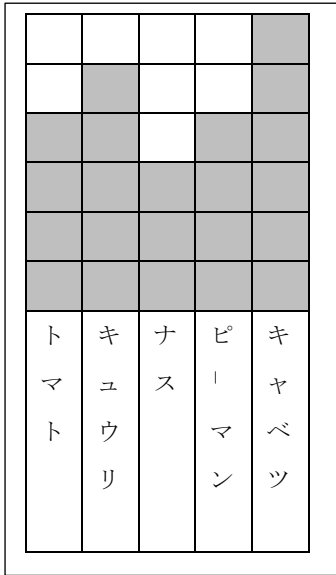 トマト
キュウリ
ナス
ピーマン
キャベツ